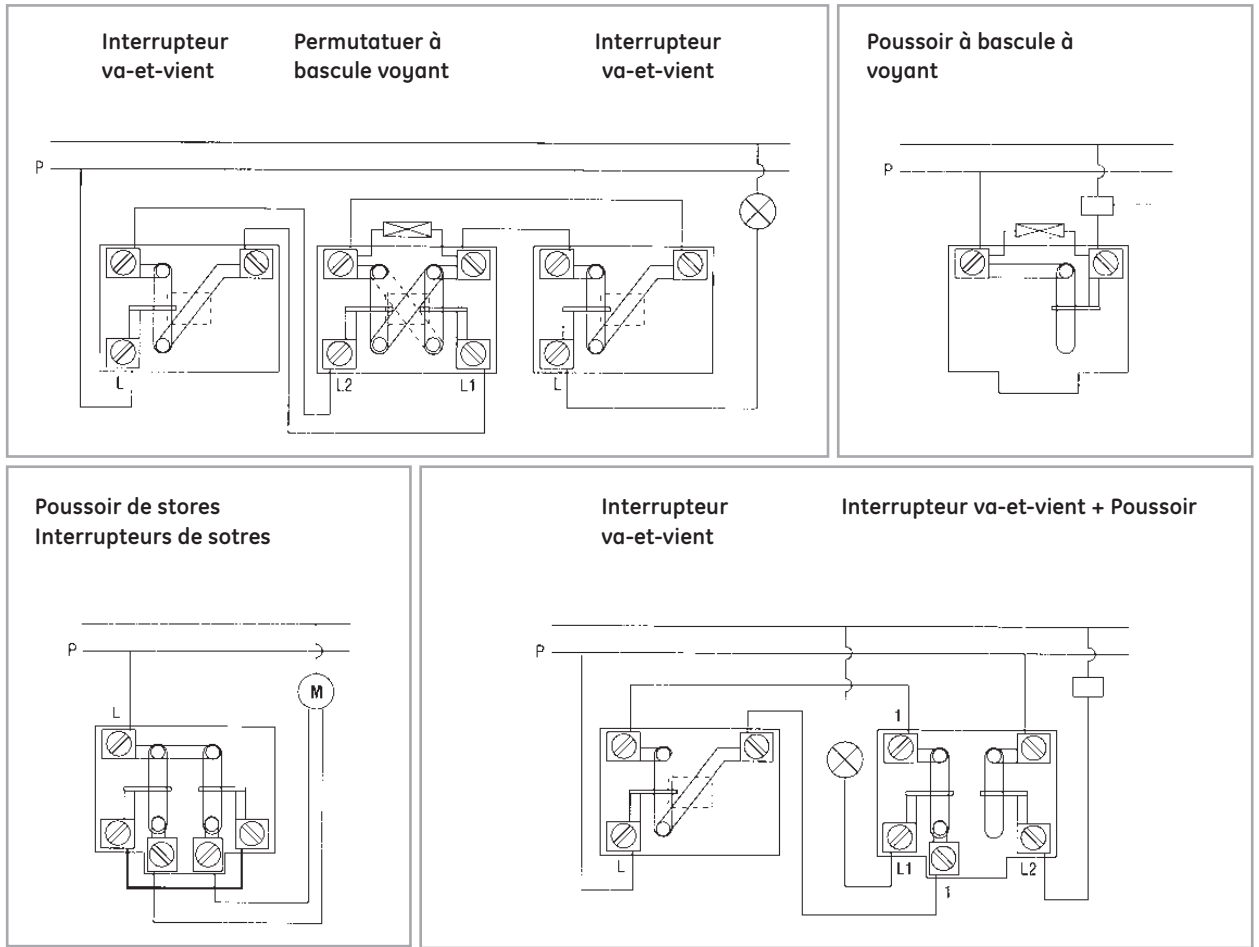 Interrupteur
va-et-vient
Permutatuer à
bascule voyant
Interrupteur
va-et-vient
P
L
L2
L1
L
Poussoir à bascule à
voyant
P
Poussoir de stores
Interrupteurs de sotres
P
M
L
Interrupteur
va-et-vient
Interrupteur va-et-vient + Poussoir
P
1
L
L1
L2
1